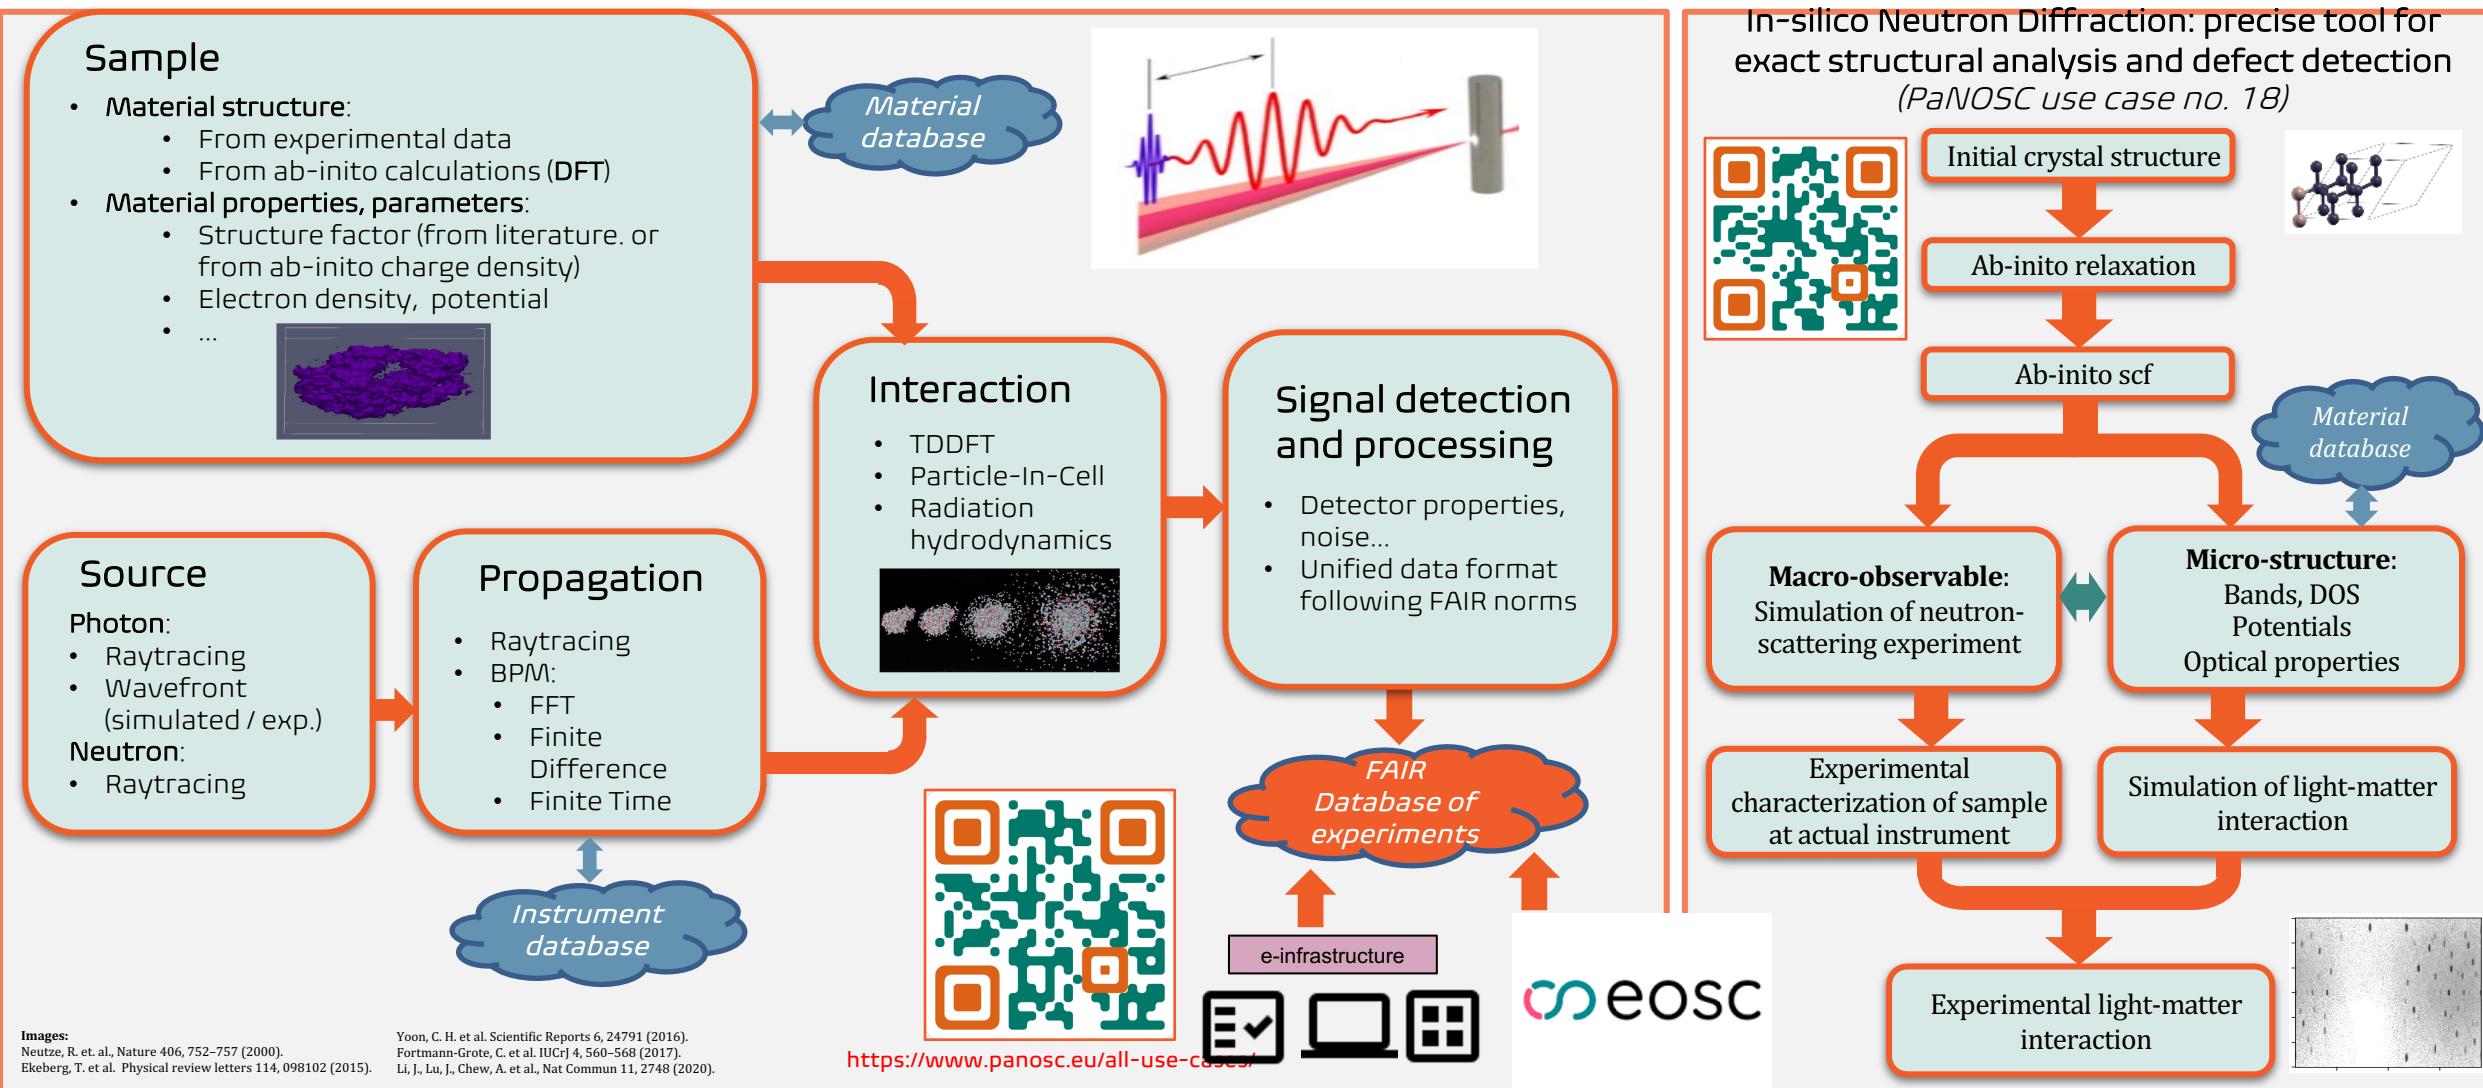 Sample
• Material structure:
• From experimental data
• From ab-inito calculations (DFT)
• Material properties, parameters:
• Structure factor (from literature. or
from ab-inito charge density)
• Electron density, potential
• ...
Material
database
Source
Photon:
• Raytracing
• Wavefront
(simulated / exp.)
Neutron:
• Raytracing
Propagation
• Raytracing
• BPM:
• FFT
• Finite
Difference
• Finite Time
Instrument
database
Interaction
• TDDFT
• Particle-In-Cell
• Radiation
hydrodynamics
Signal detection
and processing
• Detector properties,
noise...
• Unified data format
following FAIR norms
FAIR
Database of
experiments
e-infrastructure
eosc
https://www.panosc.eu/all-use-cases/
Images:
Neutze, R. et. al., Nature 406, 752–757 (2000).
Ekeberg, T. et al. Physical review letters 114, 098102 (2015).
Yoon, C. H. et al. Scientific Reports 6, 24791 (2016).
Fortmann-Grote, C. et al. IUCrJ 4, 560–568 (2017).
Li, J., Lu, J., Chew, A. et al., Nat Commun 11, 2748 (2020).
In-silico Neutron Diffraction: precise tool for
exact structural analysis and defect detection
(PaNOSC use case no. 18)
Initial crystal structure
Ab-inito relaxation
Ab-inito scf
Material
database
Macro-observable:
Simulation of neutron-
scattering experiment
Micro-structure:
Bands, DOS
Potentials
Optical properties
Experimental
characterization of sample
at actual instrument
Simulation of light-matter
interaction
Experimental light-matter
interaction